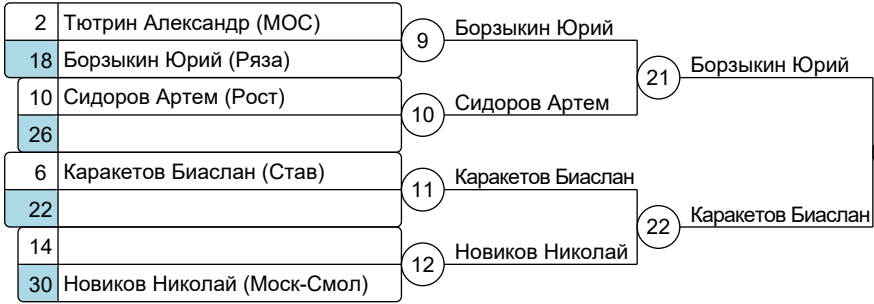 2 Тютрин Александр (МОС)
18 Борзыкин Юрий (Ряза)
9 Борзыкин Юрий
10 Сидоров Артем (Рост)
26
10 Сидоров Артем
21 Борзыкин Юрий
6 Каракетов Биаслан (Став)
22
11 Каракетов Биаслан
14
30 Новиков Николай (Моск-Смол)
12 Новиков Николай
22 Каракетов Биаслан